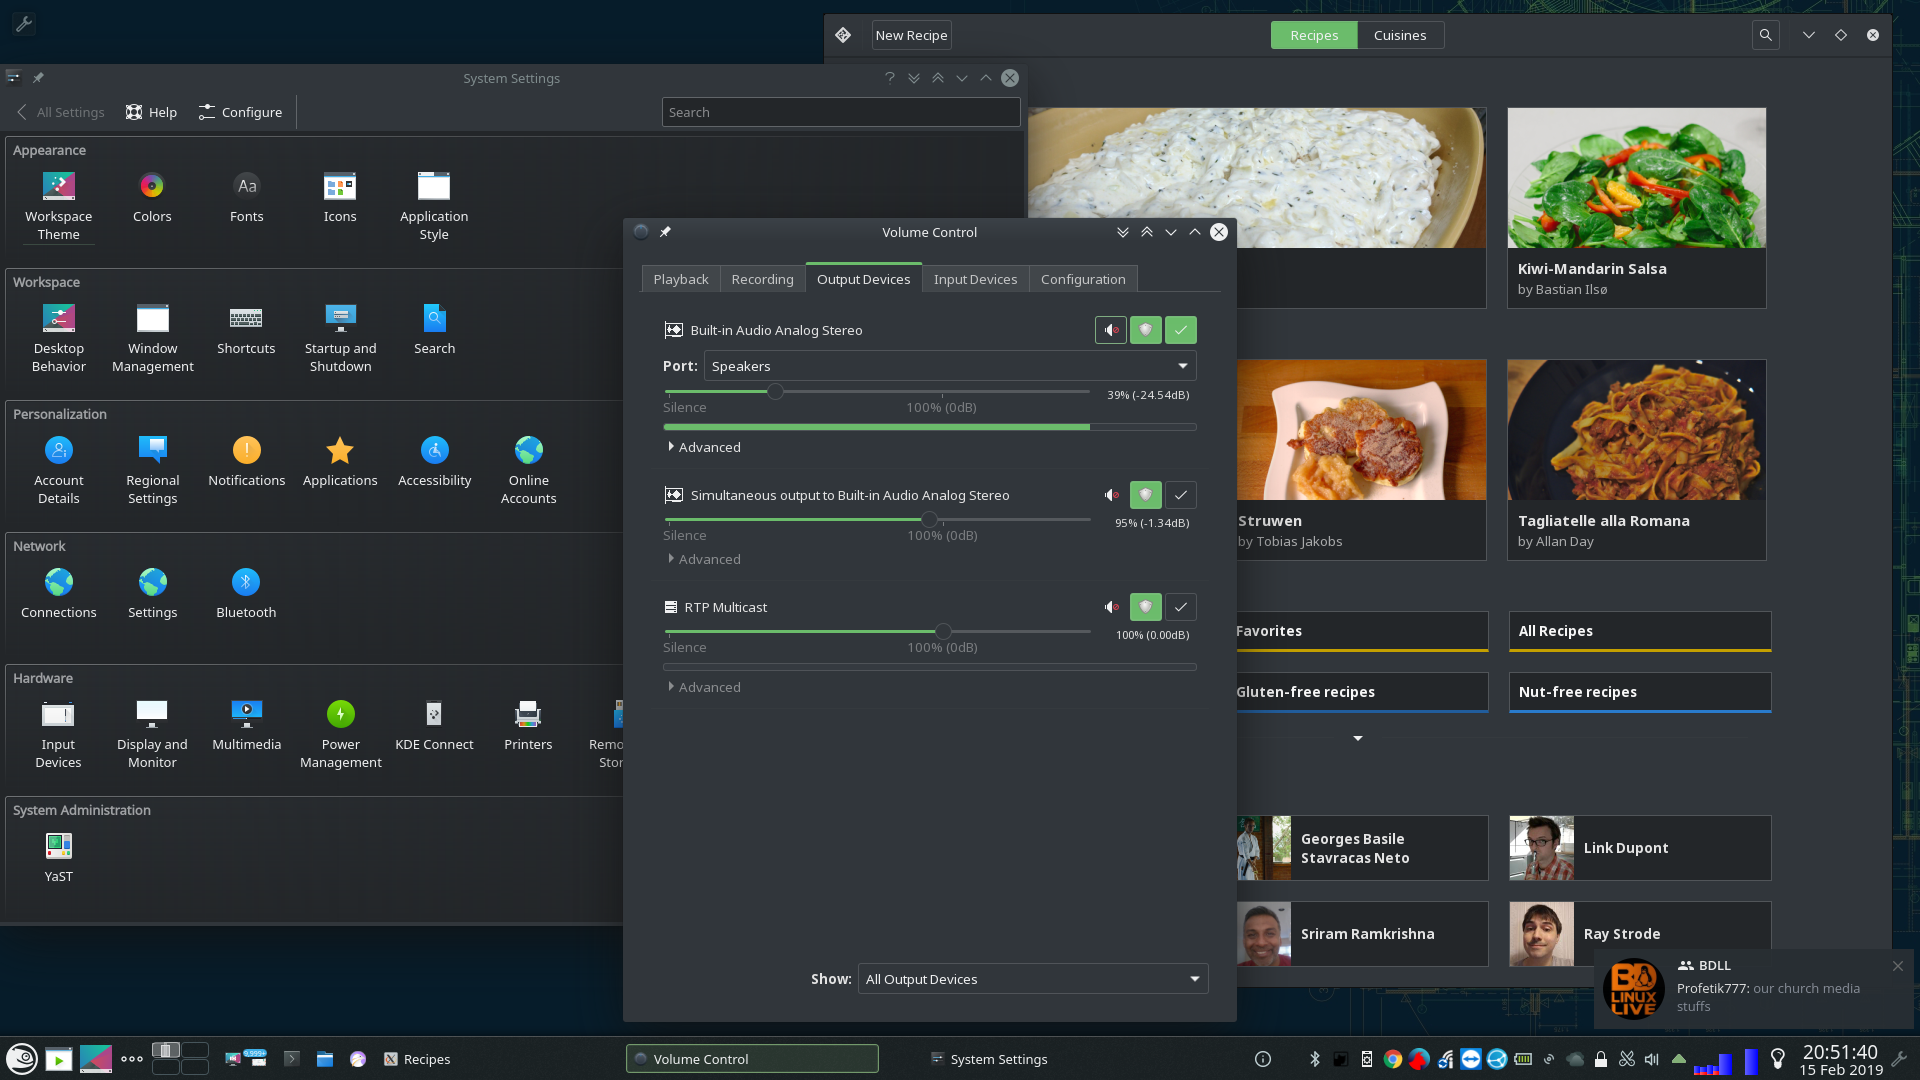 New Recipe
Recipes
Cuisines
System Settings
All Settings
Help
Configure
Search
Appearance
Workspace
Theme
Colors
Aa
Fonts
Icons
Application
Style
Workspace
Desktop
Behavior
Window
Management
Shortcuts
Startup and
Shutdown
Search
Personalization
Account
Details
Regional
Settings
Notifications
Applications
Accessibility
Online
Accounts
Network
Connections
Settings
Bluetooth
Hardware
Input
Devices
Display and
Monitor
Multimedia
Power
Management
KDE Connect
Printers
System Administration
YaST
Volume Control
Playback
Recording
Output Devices
Input Devices
Configuration
Built-in Audio Analog Stereo
Port: Speakers
39% (-24.54dB)
Silence
100% (0dB)
Advanced
Simultaneous output to Built-in Audio Analog Stereo
95% (-1.34dB)
Silence
100% (0dB)
Advanced
RTP Multicast
100% (0.00dB)
Silence
100% (0dB)
Advanced
Show: All Output Devices
Kiwi-Mandarin Salsa
by Bastian Ilsø
Struwen
by Tobias Jakobs
Tagliatelle alla Romana
by Allan Day
Favorites
All Recipes
Gluten-free recipes
Nut-free recipes
Georges Basile
Stavracas Neto
Link Dupont
Sriram Ramkrishna
Ray Strode
BD
LINUX
LIVE
BDLL
Profetik777: our church media
stuffs
9,999+
Recipes
Volume Control
System Settings
20:51:40
15 Feb 2019